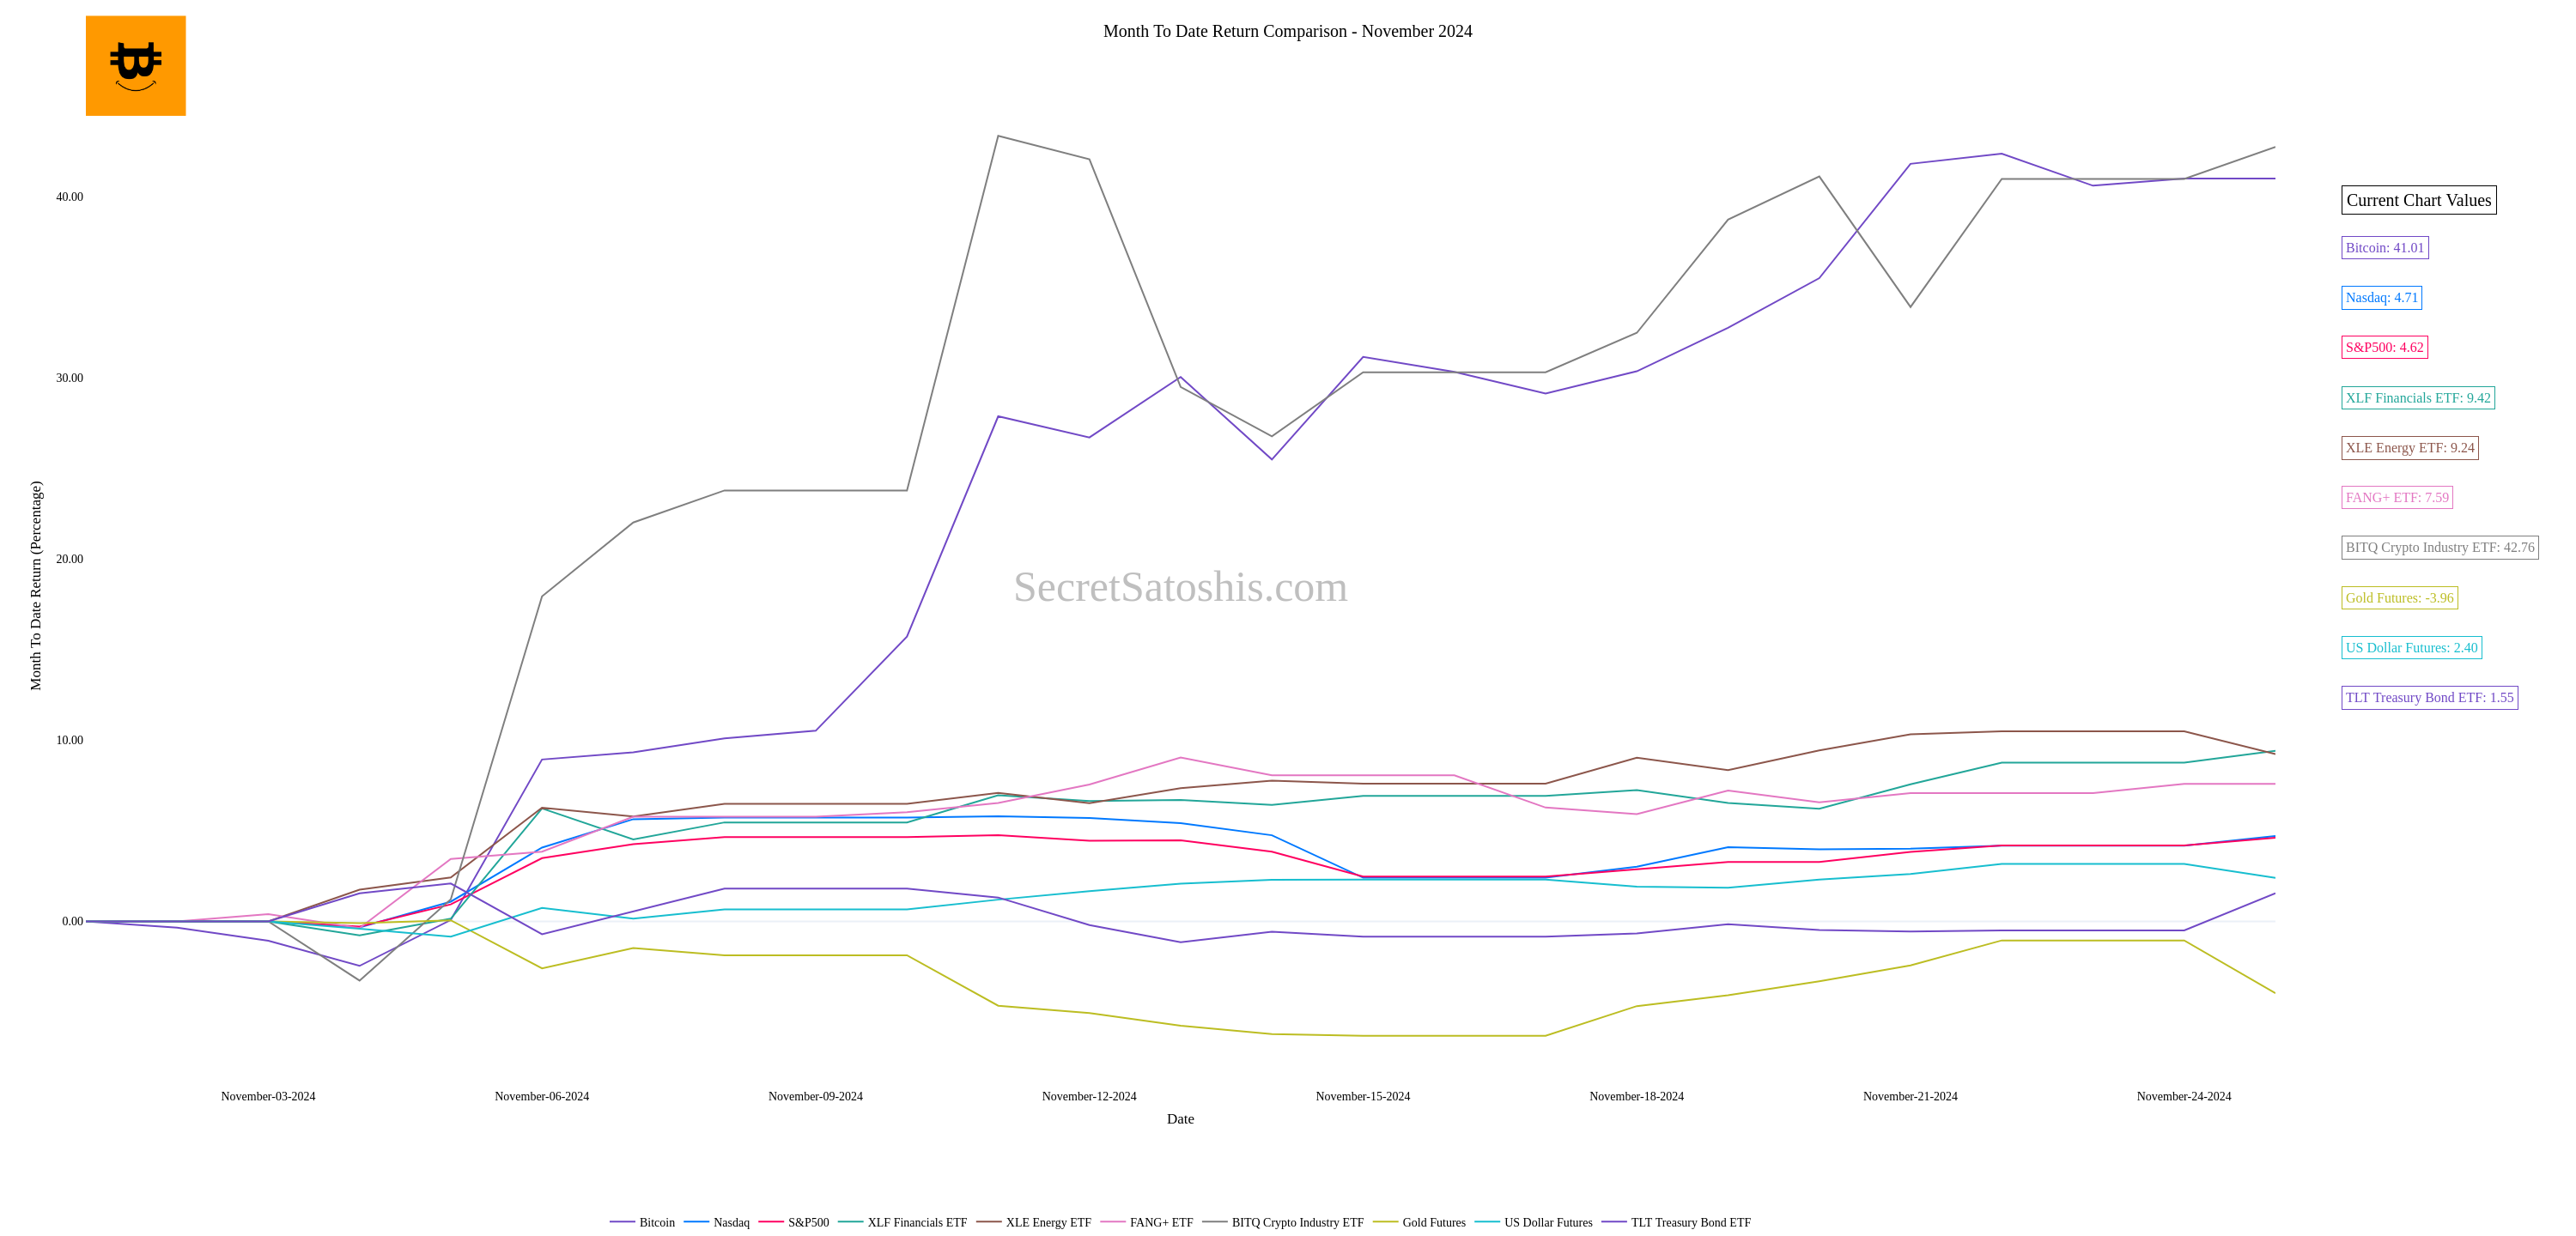 Month To Date Return Comparison - November 2024
40.00
30.00
20.00
10.00
0.00
Month To Date Return (Percentage)
SecretSatoshis.com
Current Chart Values
Bitcoin: 41.01
Nasdaq: 4.71
S&P500: 4.62
XLF Financials ETF: 9.42
XLE Energy ETF: 9.24
FANG+ ETF: 7.59
BITQ Crypto Industry ETF: 42.76
Gold Futures: -3.96
US Dollar Futures: 2.40
TLT Treasury Bond ETF: 1.55
November-03-2024 November-06-2024 November-09-2024 November-12-2024 November-15-2024 November-18-2024 November-21-2024 November-24-2024
Date
Bitcoin Nasdaq S&P500 XLF Financials ETF XLE Energy ETF FANG+ ETF BITQ Crypto Industry ETF Gold Futures US Dollar Futures TLT Treasury Bond ETF